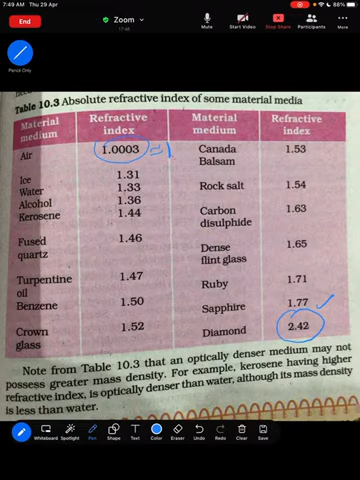 7:49 AM Thu 29 Apr
88%
End
Zoom
17:48
Mute
Start Video
Stop Share
Participants
More
Pencil Only
Table 10.3 Absolute refractive index of some material media
Material medium Refractive index Material medium Refractive index
Air 1.0003 ≈1 Canada Balsam 1.53
Ice 1.31
Water 1.33 Rock salt 1.54
Alcohol 1.36
Kerosene 1.44 Carbon disulphide 1.63
Fused quartz 1.46 Dense flint glass 1.65
Turpentine oil 1.47 Ruby 1.71
Benzene 1.50 Sapphire 1.77
Crown glass 1.52 Diamond 2.42
Note from Table 10.3 that an optically denser medium may not
possess greater mass density. For example, kerosene having higher
refractive index, is optically denser than water, although its mass density
is less than water.
Whiteboard Spotlight Pen Shape Text Color Eraser Undo Redo Clear Save